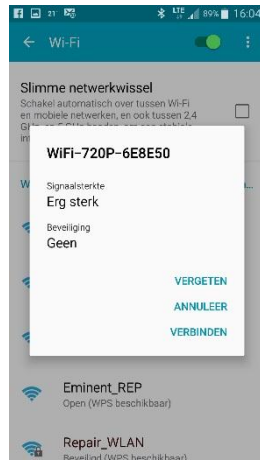 21° LTE 89% 16:04
Wi-Fi
Slimme netwerkwissel
Schakel automatisch over tussen Wi-Fi
en mobiele netwerken, en ook tussen 2,4
WiFi-720P-6E8E50
Signaalsterkte
Erg sterk
Beveiliging
Geen
VERGETEN
ANNULEER
VERBINDEN
Eminent_REP
Open (WPS beschikbaar)
Repair_WLAN
Beveiligd (WPS beschikbaar)